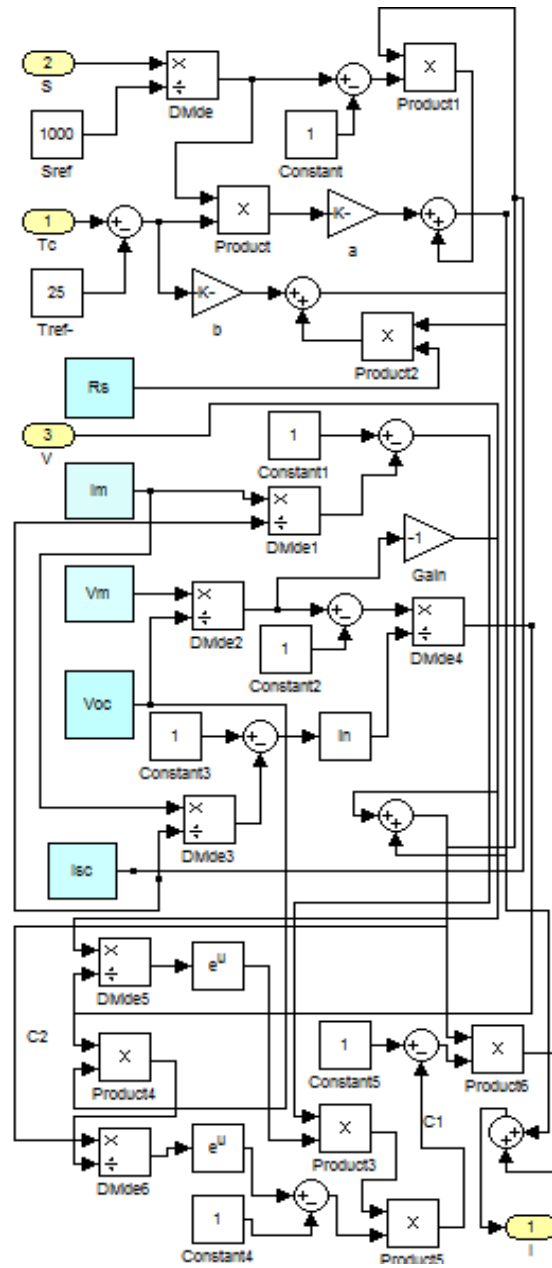 2
S
×
÷
Divide
1000
Sref
1
Constant
×
Product1
1
Tc
×
Product
K-
a
25
Tref-
K-
b
×
Product2
Rs
3
V
1
Constant1
Im
×
÷
Divide1
-1
Gain
Vm
×
÷
Divide2
1
Constant2
×
÷
Divide4
Voc
1
Constant3
ln
×
÷
Divide3
Isc
×
÷
Divide5
eᵘ
C2
×
Product4
1
Constant5
×
Product6
C1
×
÷
Divide6
eᵘ
×
Product3
1
Constant4
×
Product5
1
I